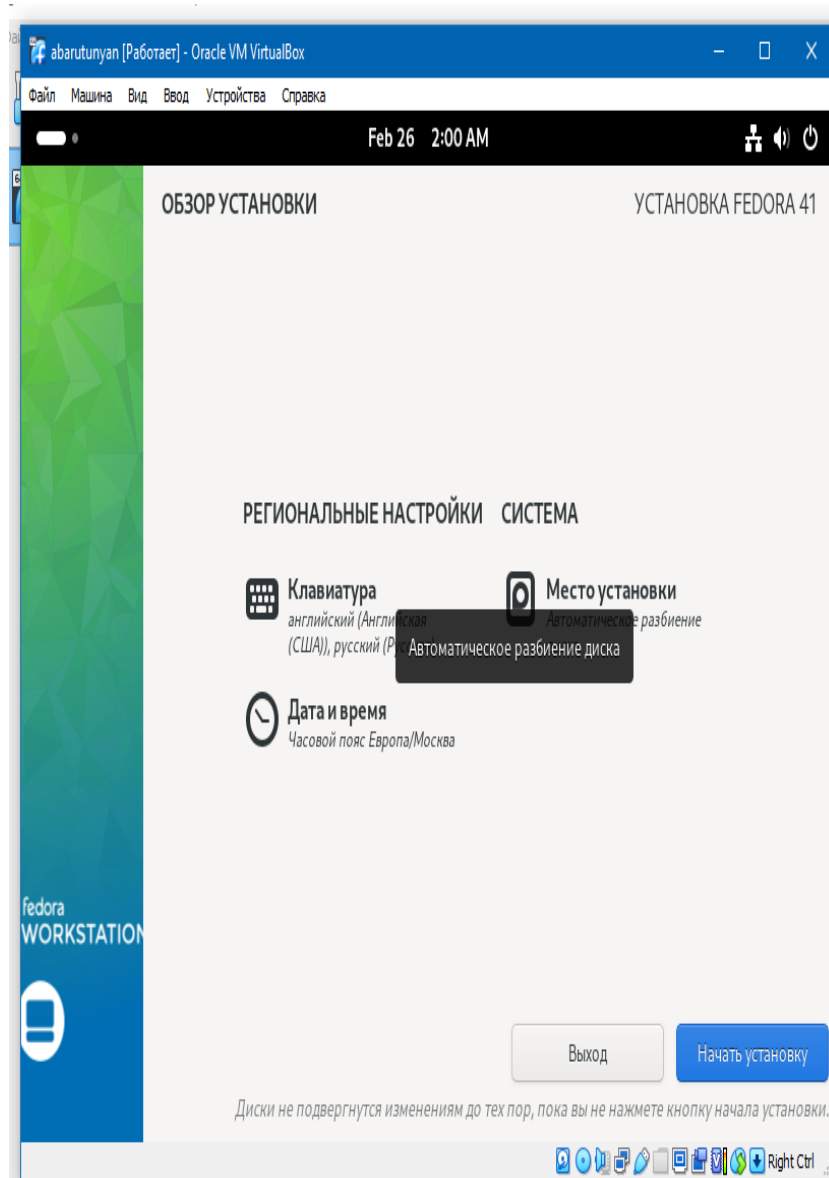 abarutunyan [Работает] - Oracle VM VirtualBox
Файл Машина Вид Ввод Устройства Справка
Feb 26 2:00 AM
ОБЗОР УСТАНОВКИ
УСТАНОВКА FEDORA 41
РЕГИОНАЛЬНЫЕ НАСТРОЙКИ
СИСТЕМА
Клавиатура
английский (Английская
(США)), русский
Место установки
Автоматическое разбиение
Автоматическое разбиение диска
Дата и время
Часовой пояс Европа/Москва
fedora
WORKSTATION
Выход
Начать установку
Диски не подвергнутся изменениям до тех пор, пока вы не нажмете кнопку начала установки.
Right Ctrl